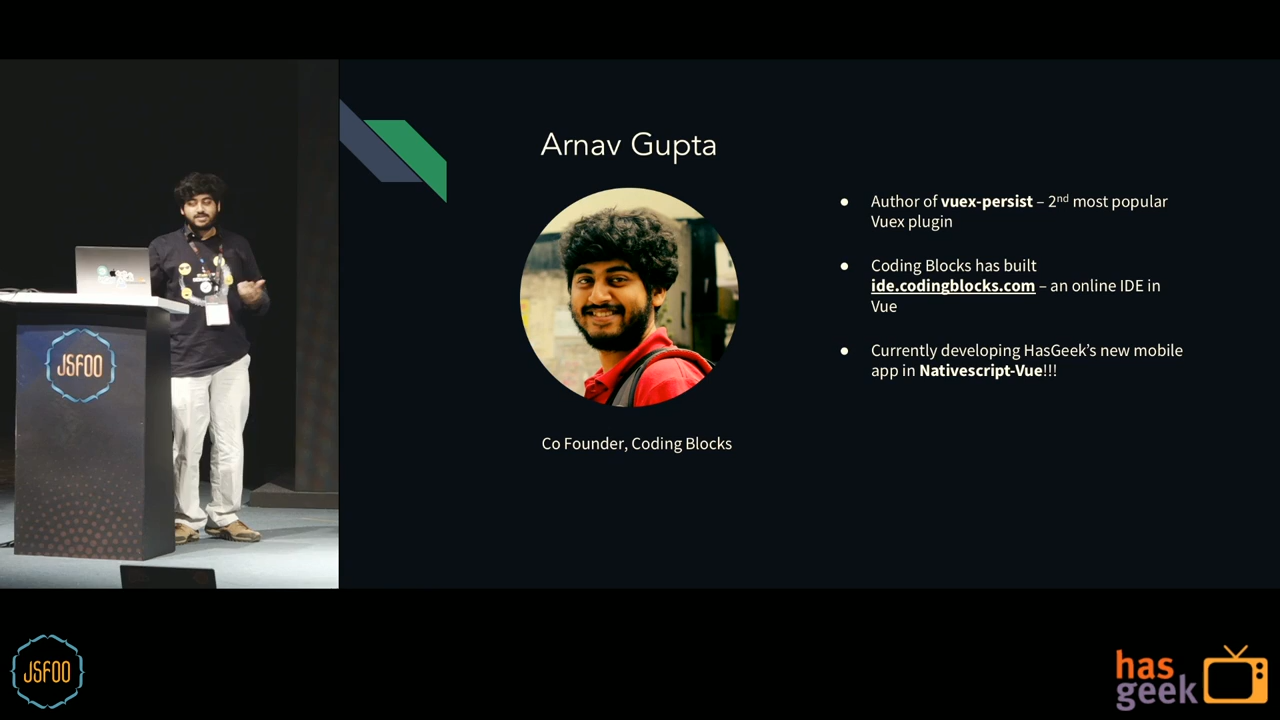 Arnav Gupta
● Author of vuex-persist – 2nd most popular
Vuex plugin
● Coding Blocks has built
ide.codingblocks.com – an online IDE in
Vue
● Currently developing HasGeek’s new mobile
app in Nativescript-Vue!!!
Co Founder, Coding Blocks
JSFOO
JSFOO
has
geek